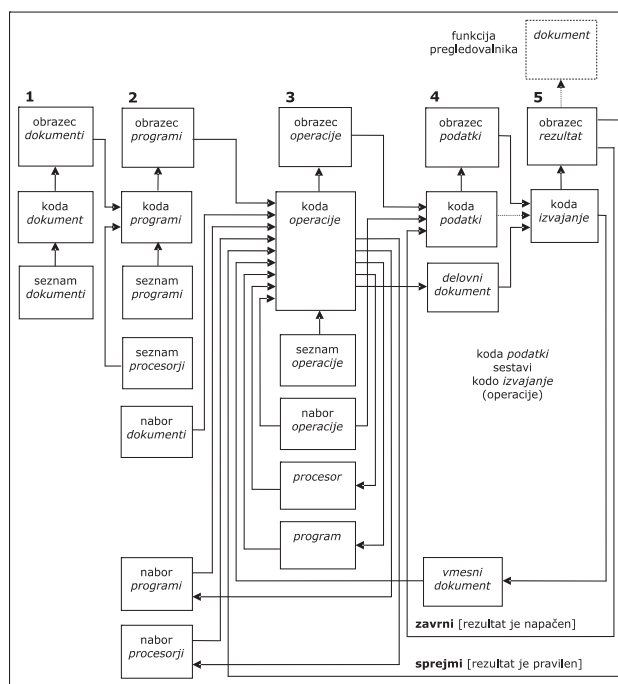 funkcija
pregledovalnika
dokument
1
2
3
4
5
obrazec
dokumenti
obrazec
programi
obrazec
operacije
obrazec
podatki
obrazec
rezultat
koda
dokument
koda
programi
koda
operacije
koda
podatki
koda
izvajanje
seznam
dokumenti
seznam
programi
delovni
dokument
seznam
procesorji
seznam
operacije
koda podatki
sestavi
kodo izvajanje
(operacije)
nabor
dokumenti
nabor
operacije
procesor
program
nabor
programi
vmesni
dokument
zavrni [rezultat je napačen]
nabor
procesorji
sprejmi [rezultat je pravilen]